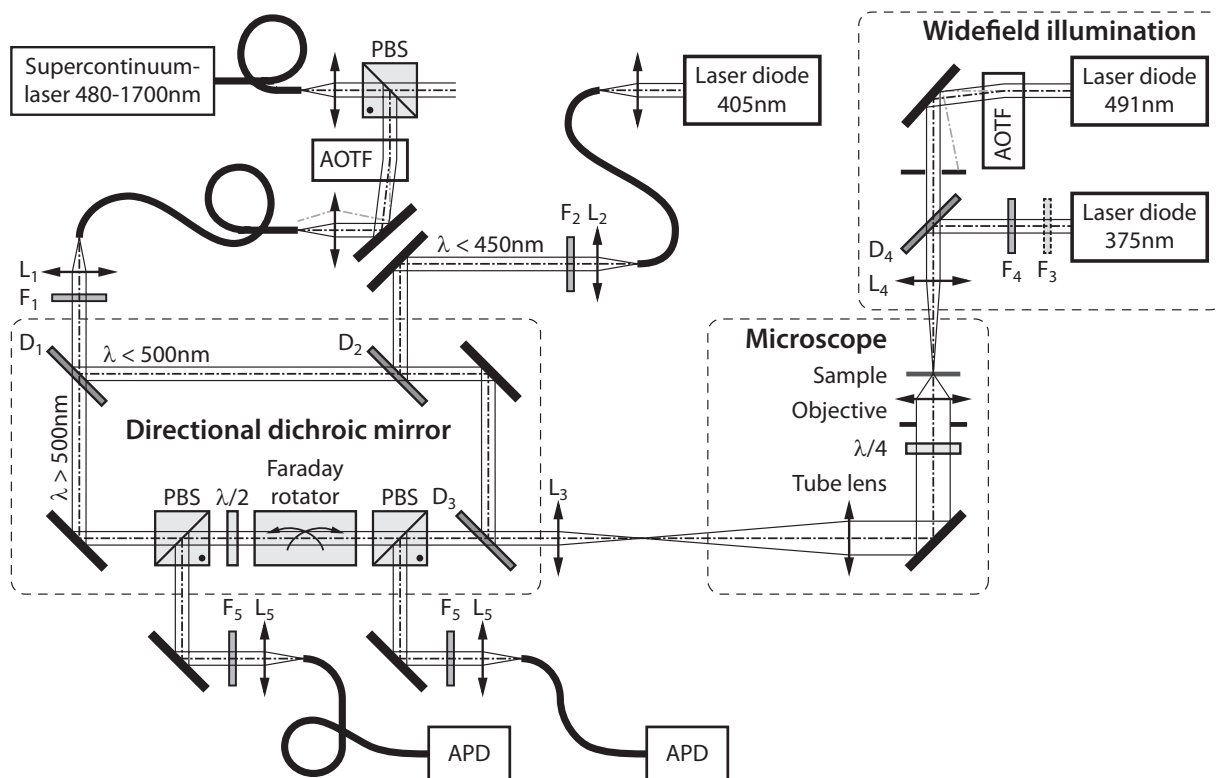 Widefield illumination
PBS
Supercontinuum-
laser 480-1700nm
Laser diode
405nm
Laser diode
491nm
AOTF
AOTF
F2 L2
λ < 450nm
Laser diode
375nm
D4
F4
F3
L1
F1
L4
D1
λ < 500nm
D2
Microscope
Sample
Objective
λ/4
Directional dichroic mirror
λ > 500nm
Faraday
rotator
PBS
λ/2
PBS
D3
L3
Tube lens
F5 L5
F5 L5
APD
APD